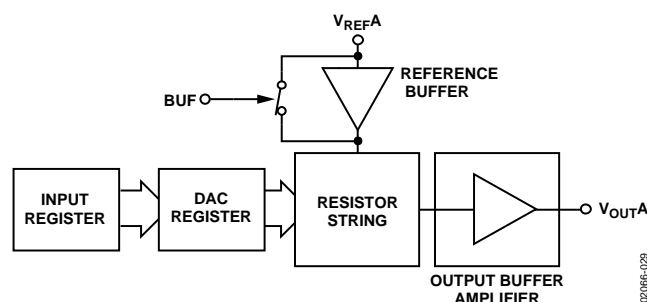 VREFA
REFERENCE
BUFFER
BUF
INPUT
REGISTER
DAC
REGISTER
RESISTOR
STRING
VOUTA
OUTPUT BUFFER
AMPLIFIER
02066-029